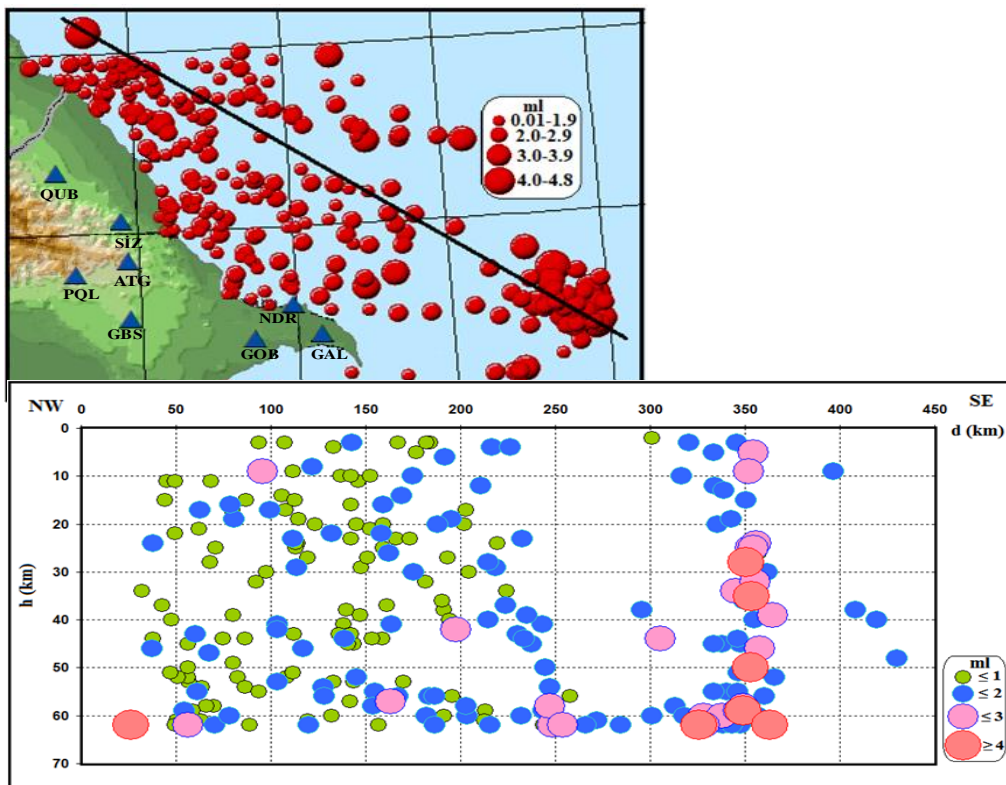 ml
0.01-1.9
2.0-2.9
3.0-3.9
4.0-4.8
QUB
SİZ
ATG
PQL
GBS
NDR
GOB
GAL
NW
0 50 100 150 200 250 300 350 400 450
SE
d (km)
0
10
20
30
40
50
60
70
h (km)
ml
≤ 1
≤ 2
≤ 3
≥ 4